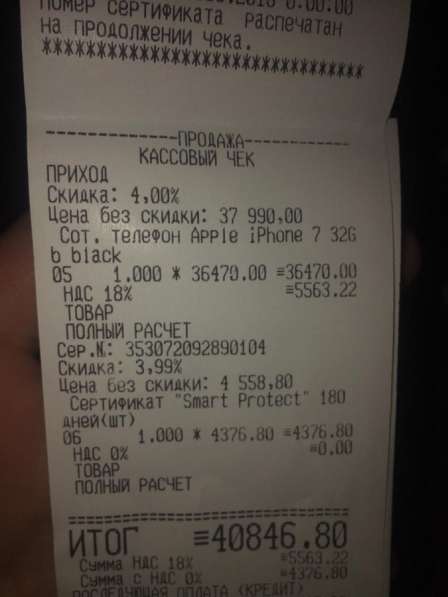 Номер сертификата распечатан
на продолжении чека.
*******************************
-------------ПРОДАЖА-----------
КАССОВЫЙ ЧЕК
ПРИХОД
Скидка: 4,00%
Цена без скидки: 37 990,00
Сот. телефон Apple iPhone 7 32G
b black
05 1.000 * 36470.00 ≡36470.00
НДС 18% ≡5563.22
ТОВАР
ПОЛНЫЙ РАСЧЕТ
Сер.№: 353072092890104
Скидка: 3,99%
Цена без скидки: 4 558,80
Сертификат "Smart Protect" 180
дней(шт)
06 1.000 * 4376.80 ≡4376.80
НДС 0% ≡0.00
ТОВАР
ПОЛНЫЙ РАСЧЕТ
ИТОГ ≡40846.80
Сумма НДС 18% ≡5563.22
Сумма с НДС 0% ≡4376.80
ПОСЛЕДУЮЩАЯ ОПЛАТА (КРЕДИТ)